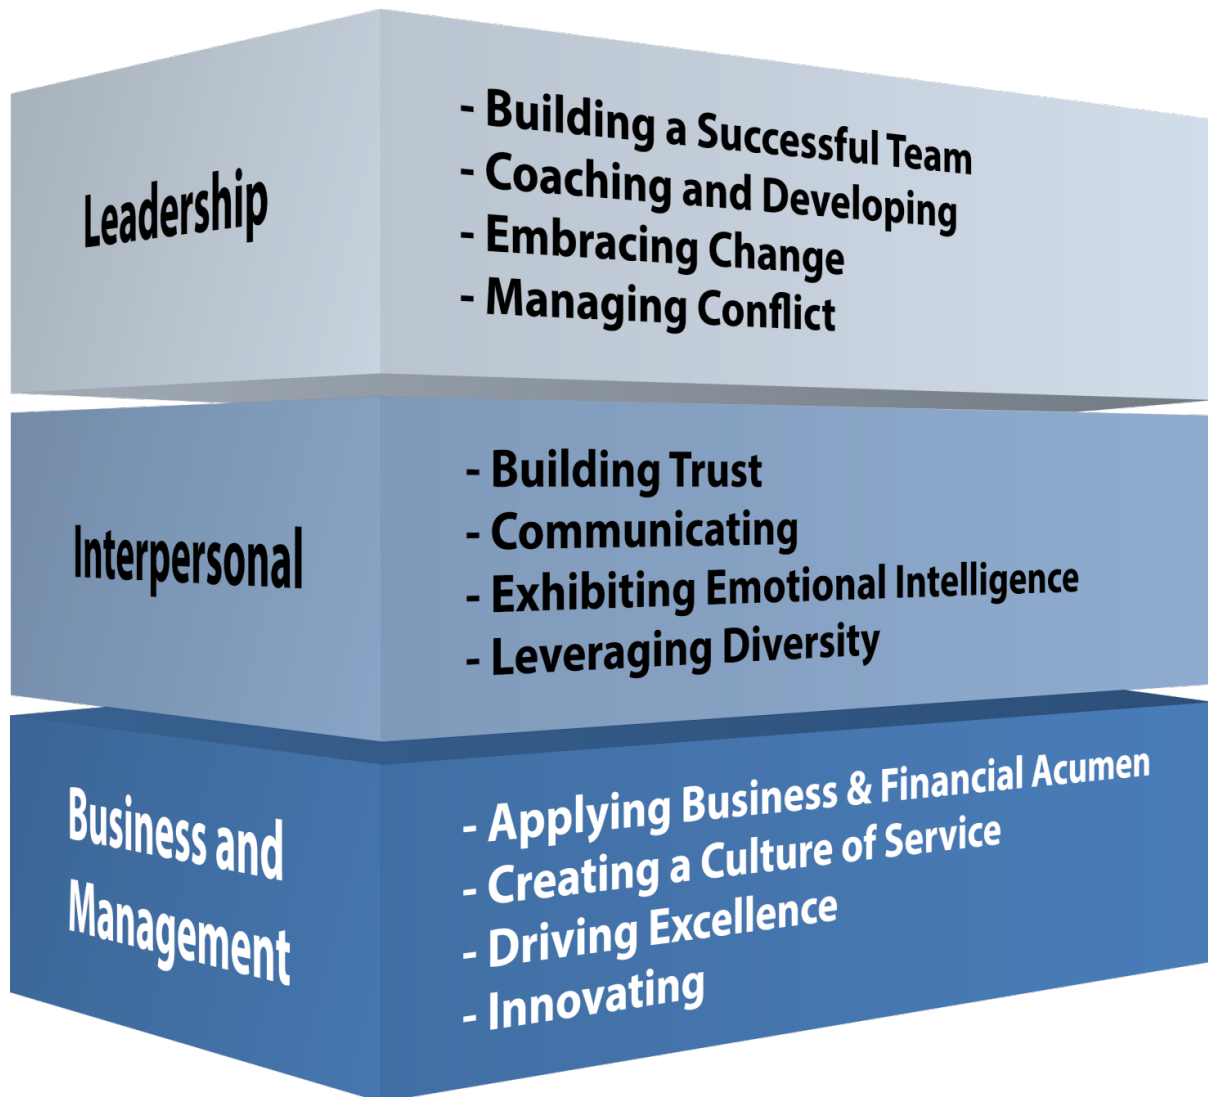 Leadership
- Building a Successful Team
- Coaching and Developing
- Embracing Change
- Managing Conflict
Interpersonal
- Building Trust
- Communicating
- Exhibiting Emotional Intelligence
- Leveraging Diversity
Business and
Management
- Applying Business & Financial Acumen
- Creating a Culture of Service
- Driving Excellence
- Innovating